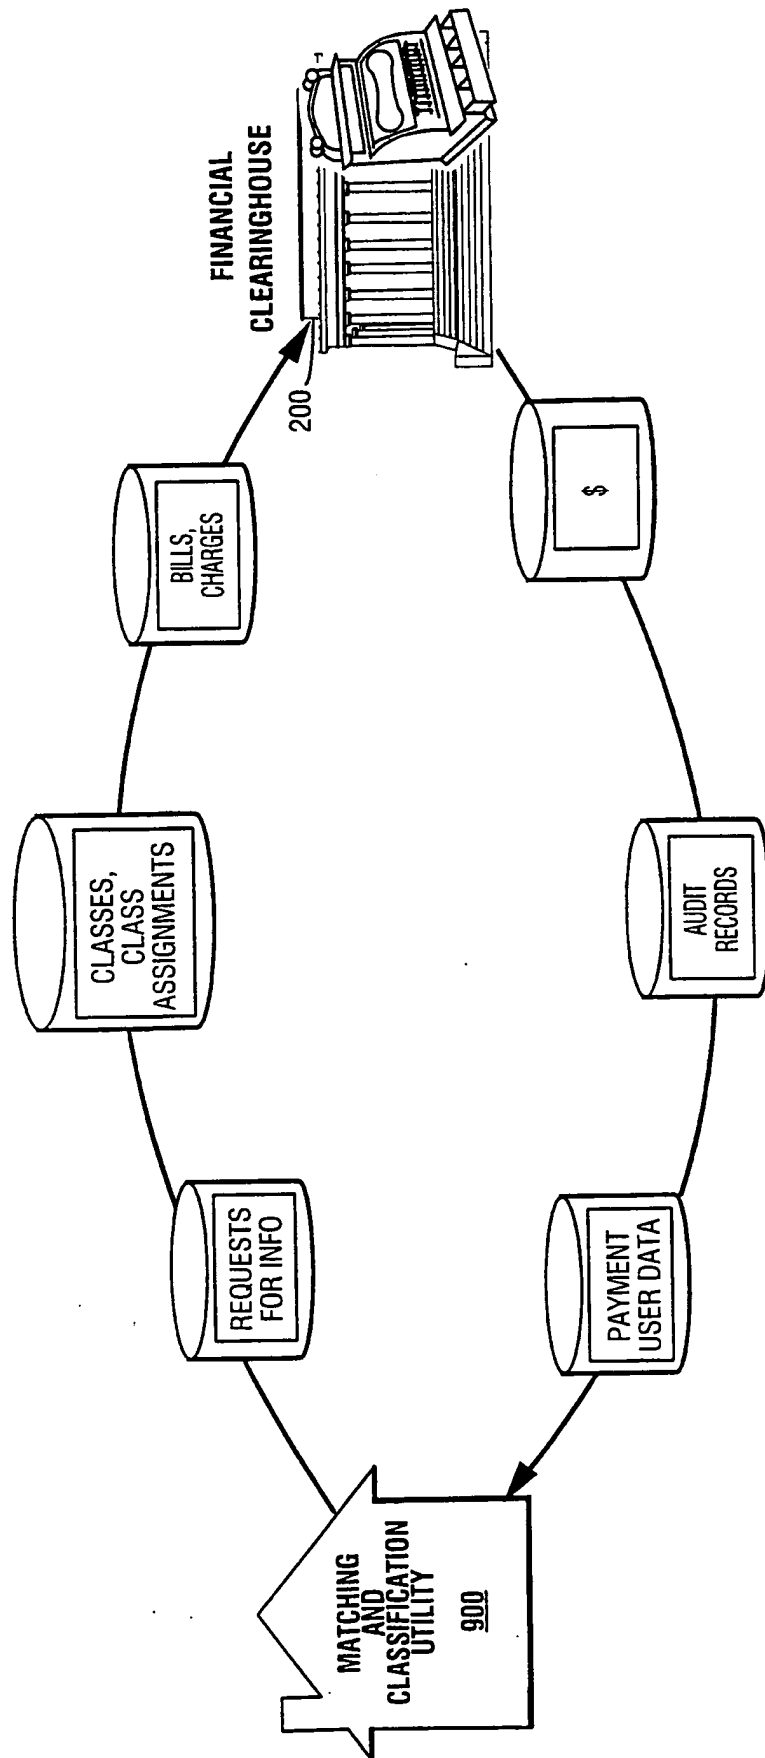 FINANCIAL
CLEARINGHOUSE
200
BILLS,
CHARGES
CLASSES,
CLASS
ASSIGNMENTS
REQUESTS
FOR INFO
MATCHING
AND
CLASSIFICATION
UTILITY
900
$
AUDIT
RECORDS
PAYMENT
USER DATA